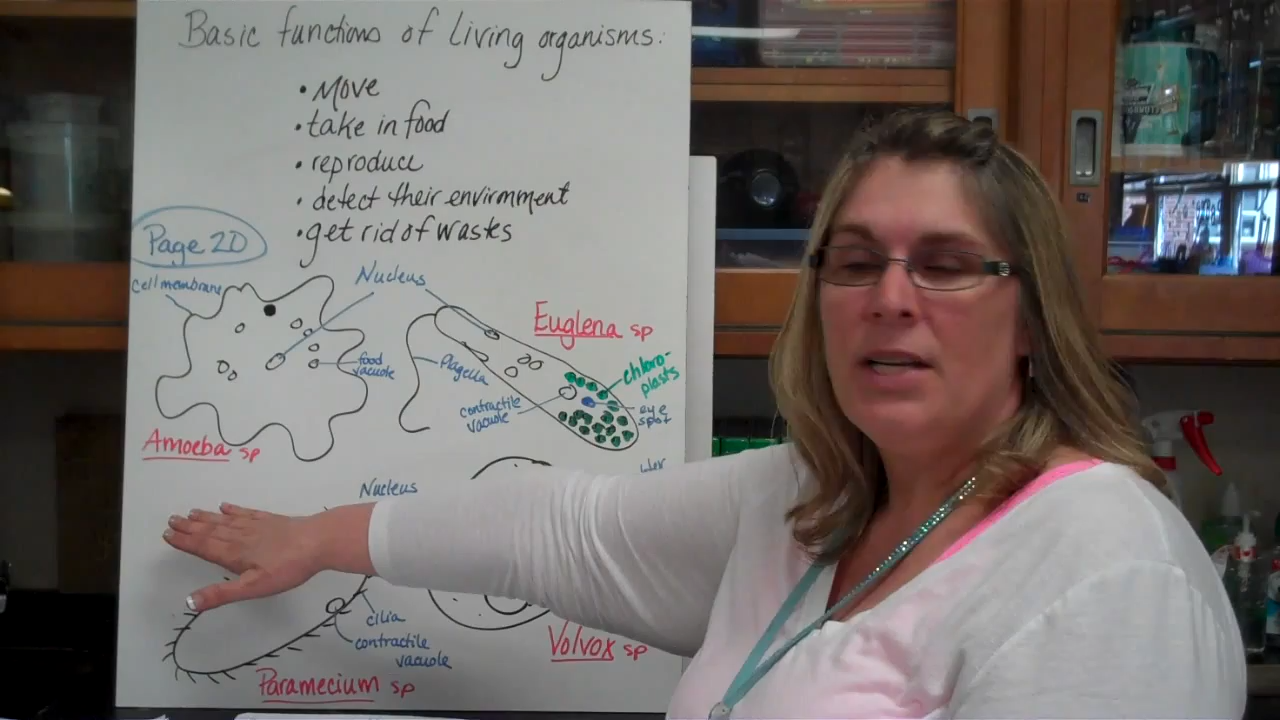 Basic functions of living organisms:
• Move
• take in food
• reproduce
• detect their environment
• get rid of wastes
Page 2D
cell membrane
Nucleus
Euglena sp
chloro-
plasts
food
vacuole
flagella
contractile
vacuole
eye
spot
Amoeba sp
Nucleus
cilia
contractile
vacuole
Volvox sp
Paramecium sp